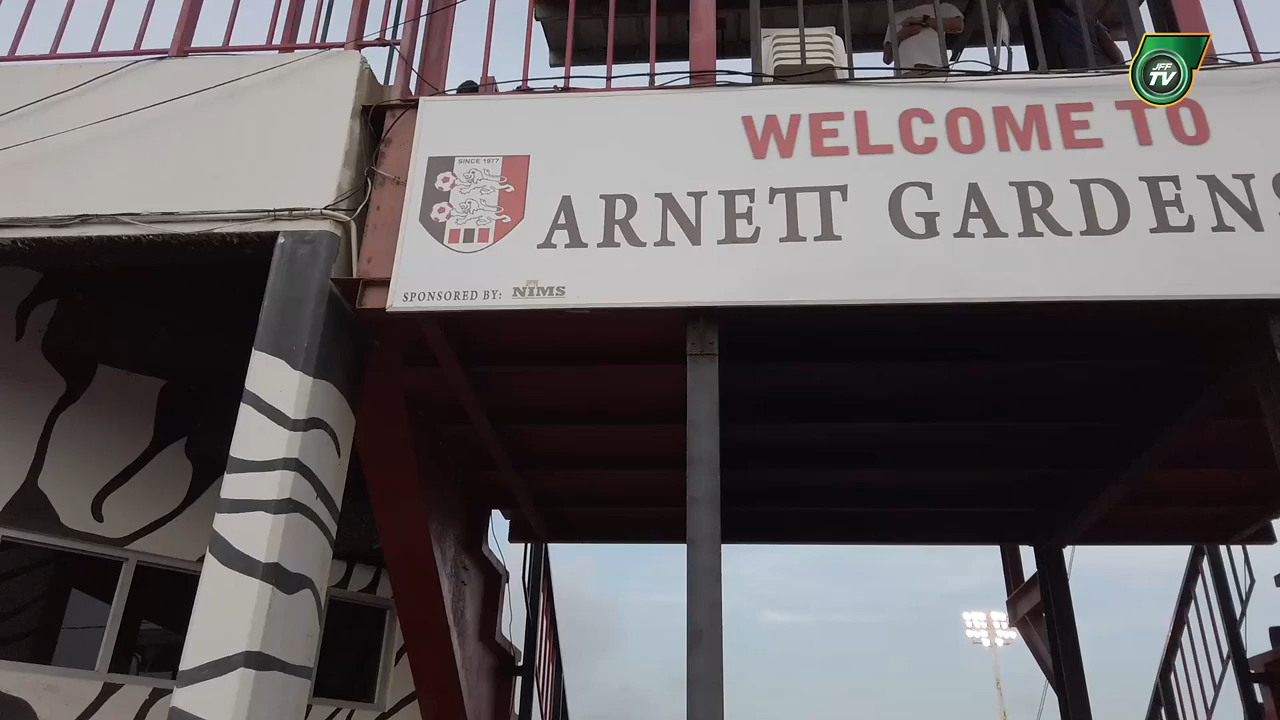 JFF
TV
WELCOME TO
SINCE 1977
ARNETT GARDENS
SPONSORED BY: NIMS